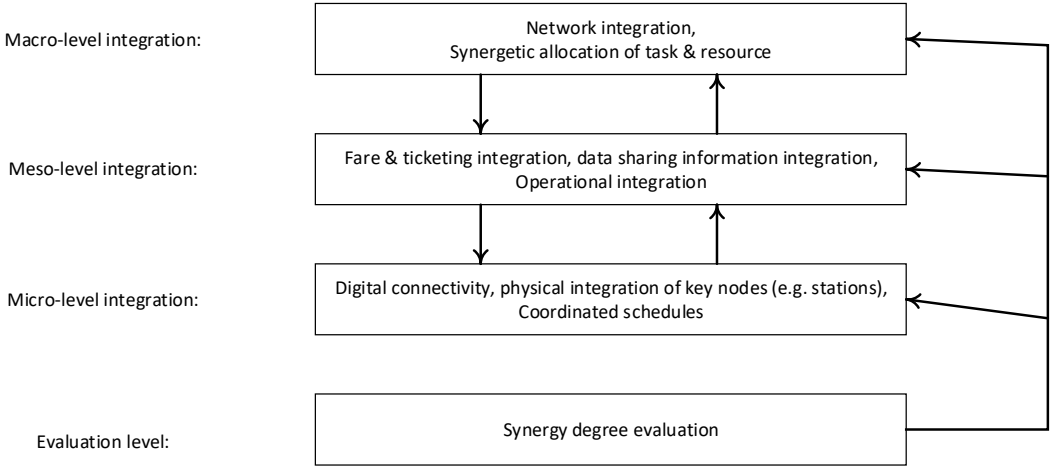 Macro-level integration:
Network integration,
Synergetic allocation of task & resource
Meso-level integration:
Fare & ticketing integration, data sharing information integration,
Operational integration
Micro-level integration:
Digital connectivity, physical integration of key nodes (e.g. stations),
Coordinated schedules
Evaluation level:
Synergy degree evaluation